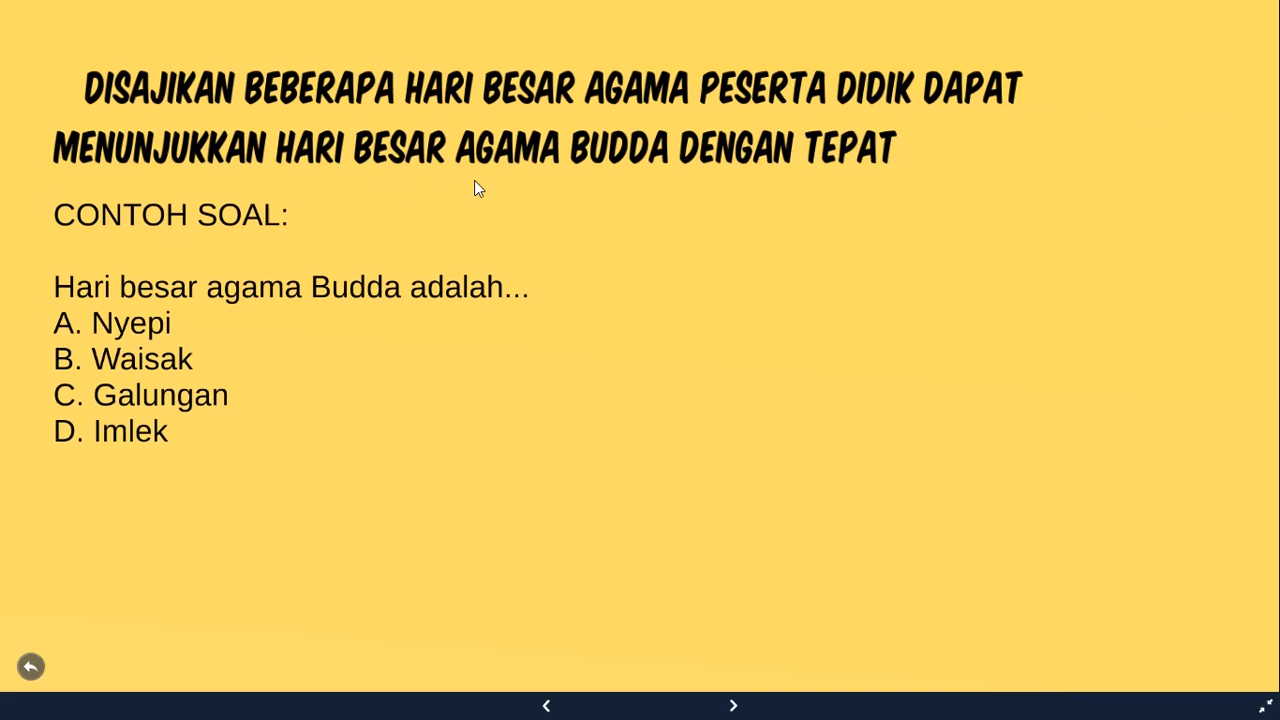 DISAJIKAN BEBERAPA HARI BESAR AGAMA PESERTA DIDIK DAPAT
MENUNJUKKAN HARI BESAR AGAMA BUDDA DENGAN TEPAT
CONTOH SOAL:
Hari besar agama Budda adalah...
A. Nyepi
B. Waisak
C. Galungan
D. Imlek